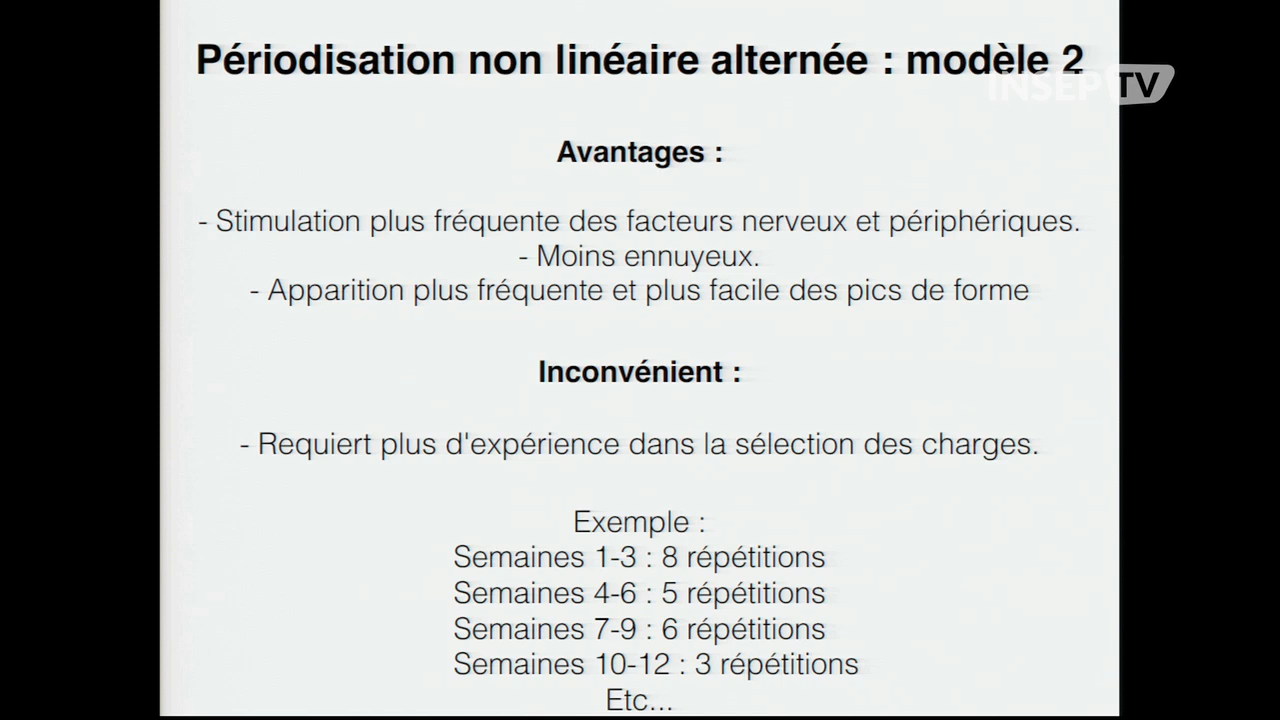 Périodisation non linéaire alternée : modèle 2
INSEP TV
Avantages :
- Stimulation plus fréquente des facteurs nerveux et périphériques.
- Moins ennuyeux.
- Apparition plus fréquente et plus facile des pics de forme
Inconvénient :
- Requiert plus d'expérience dans la sélection des charges.
Exemple :
Semaines 1-3 : 8 répétitions
Semaines 4-6 : 5 répétitions
Semaines 7-9 : 6 répétitions
Semaines 10-12 : 3 répétitions
Etc...